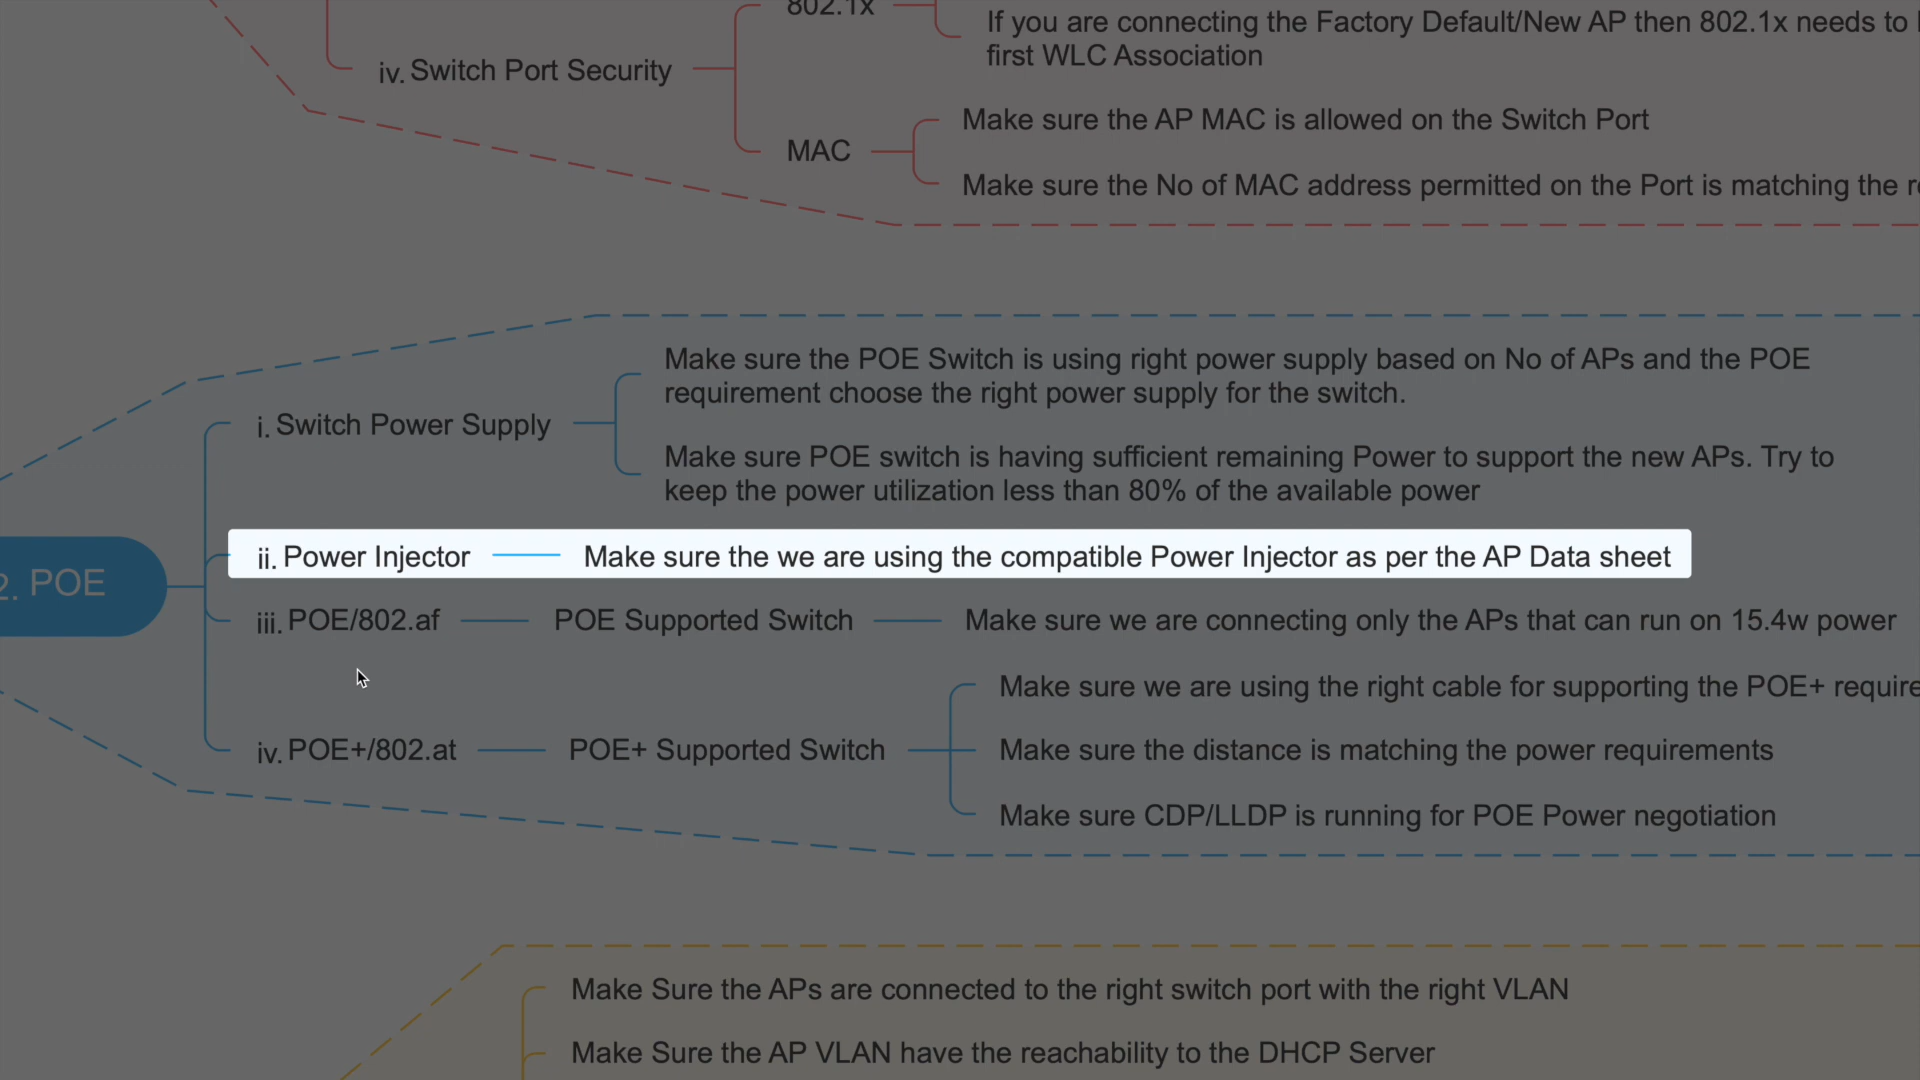 802.1x
If you are connecting the Factory Default/New AP then 802.1x needs to
first WLC Association
iv. Switch Port Security
Make sure the AP MAC is allowed on the Switch Port
MAC
Make sure the No of MAC address permitted on the Port is matching the
Make sure the POE Switch is using right power supply based on No of APs and the POE
requirement choose the right power supply for the switch.
i. Switch Power Supply
Make sure POE switch is having sufficient remaining Power to support the new APs. Try to
keep the power utilization less than 80% of the available power
ii. Power Injector
Make sure the we are using the compatible Power Injector as per the AP Data sheet
2. POE
iii. POE/802.af
POE Supported Switch
Make sure we are connecting only the APs that can run on 15.4w power
Make sure we are using the right cable for supporting the POE+ require
iv. POE+/802.at
POE+ Supported Switch
Make sure the distance is matching the power requirements
Make sure CDP/LLDP is running for POE Power negotiation
Make Sure the APs are connected to the right switch port with the right VLAN
Make Sure the AP VLAN have the reachability to the DHCP Server